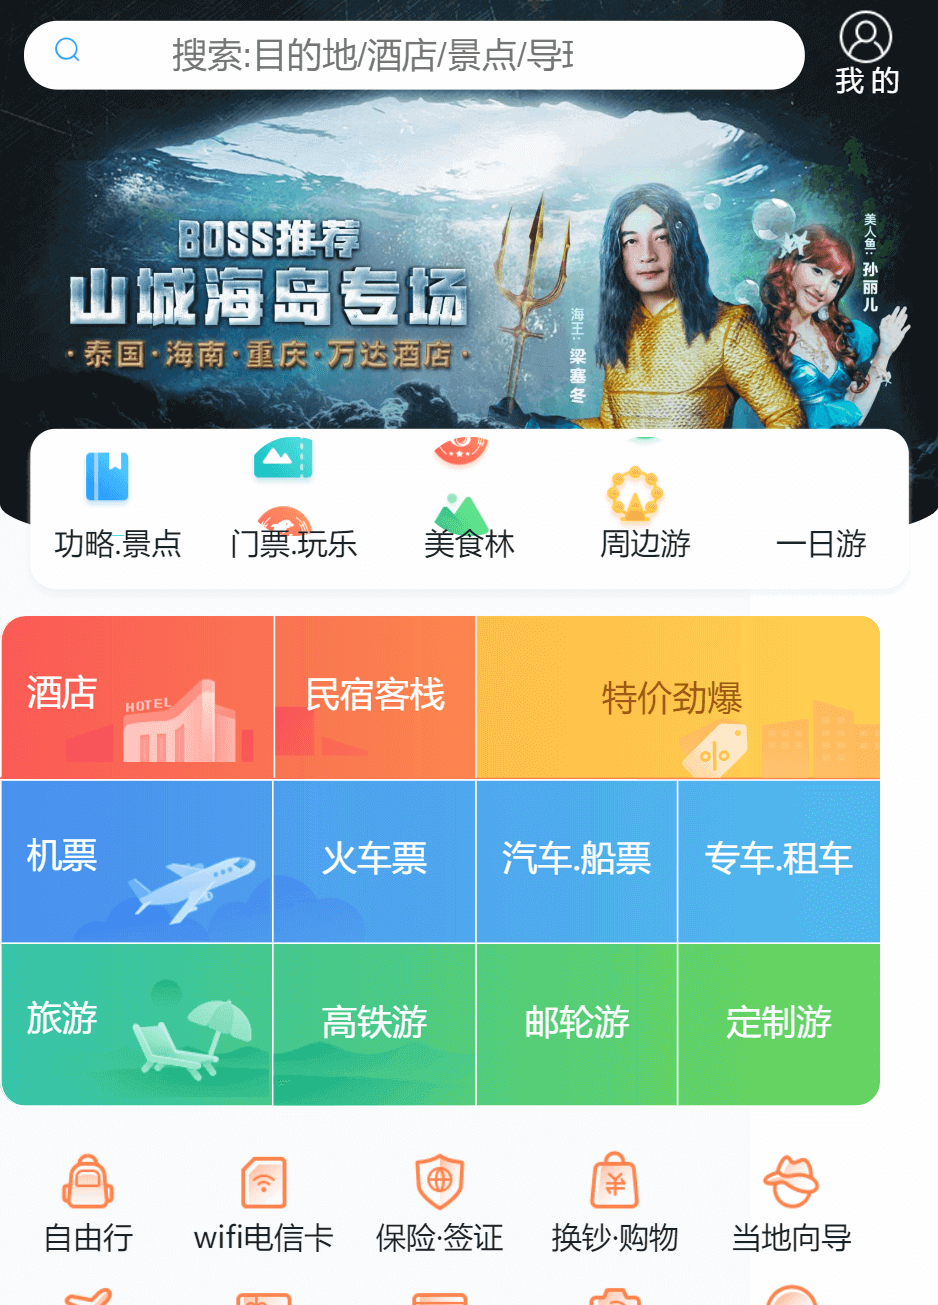 搜索:目的地/酒店/景点/导
我的
BOSS推荐
山城海岛专场
·泰国·海南·重庆·万达酒店·
海王:梁塞冬
美人鱼:孙丽儿
功略.景点
门票.玩乐
美食林
周边游
一日游
酒店
HOTEL
民宿客栈
特价劲爆
机票
火车票
汽车.船票
专车.租车
旅游
高铁游
邮轮游
定制游
自由行
wifi电信卡
保险·签证
换钞·购物
当地向导